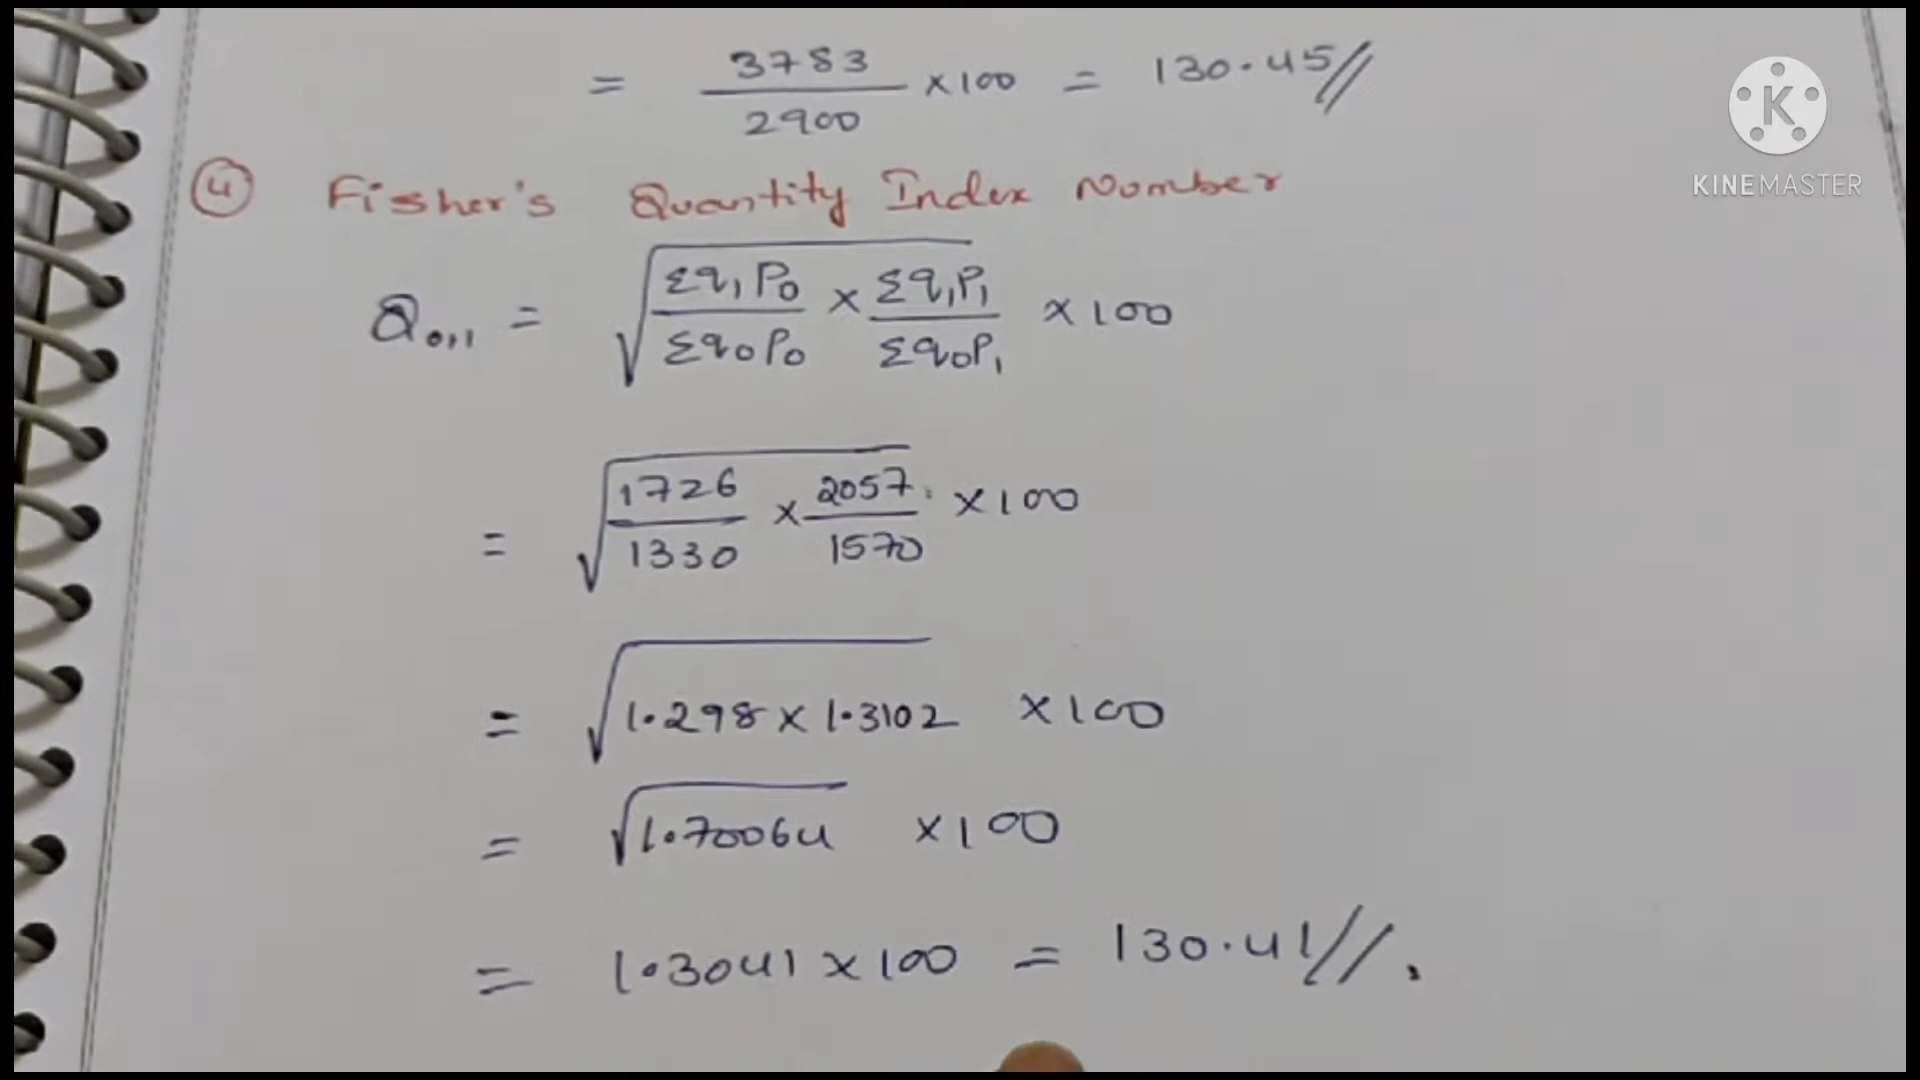 = 3783/2900 × 100 = 130.45//
K
KINEMASTER
④ Fisher's Quantity Index Number
Q₀,₁ = √(Σq₁P₀/Σq₀P₀ × Σq₁P₁/Σq₀P₁) × 100
= √(1726/1330 × 2057/1570) × 100
= √(1.298 × 1.3102) × 100
= √1.70064 × 100
= 1.3041 × 100 = 130.41//.